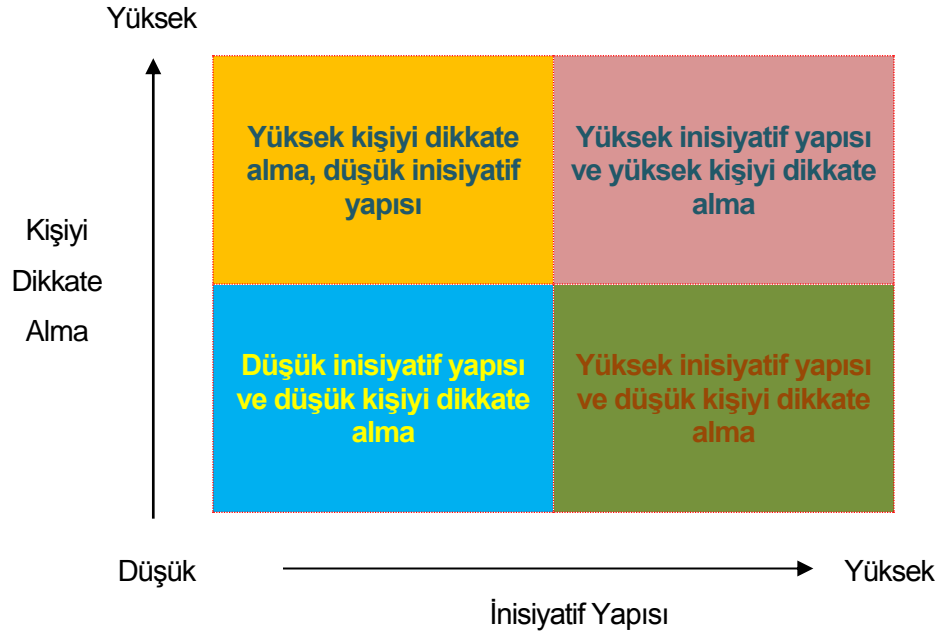 Yüksek
Yüksek kişiyi dikkate
alma, düşük inisiyatif
yapısı
Yüksek inisiyatif yapısı
ve yüksek kişiyi dikkate
alma
Kişiyi
Dikkate
Alma
Düşük inisiyatif yapısı
ve düşük kişiyi dikkate
alma
Yüksek inisiyatif yapısı
ve düşük kişiyi dikkate
alma
Düşük
Yüksek
İnisiyatif Yapısı